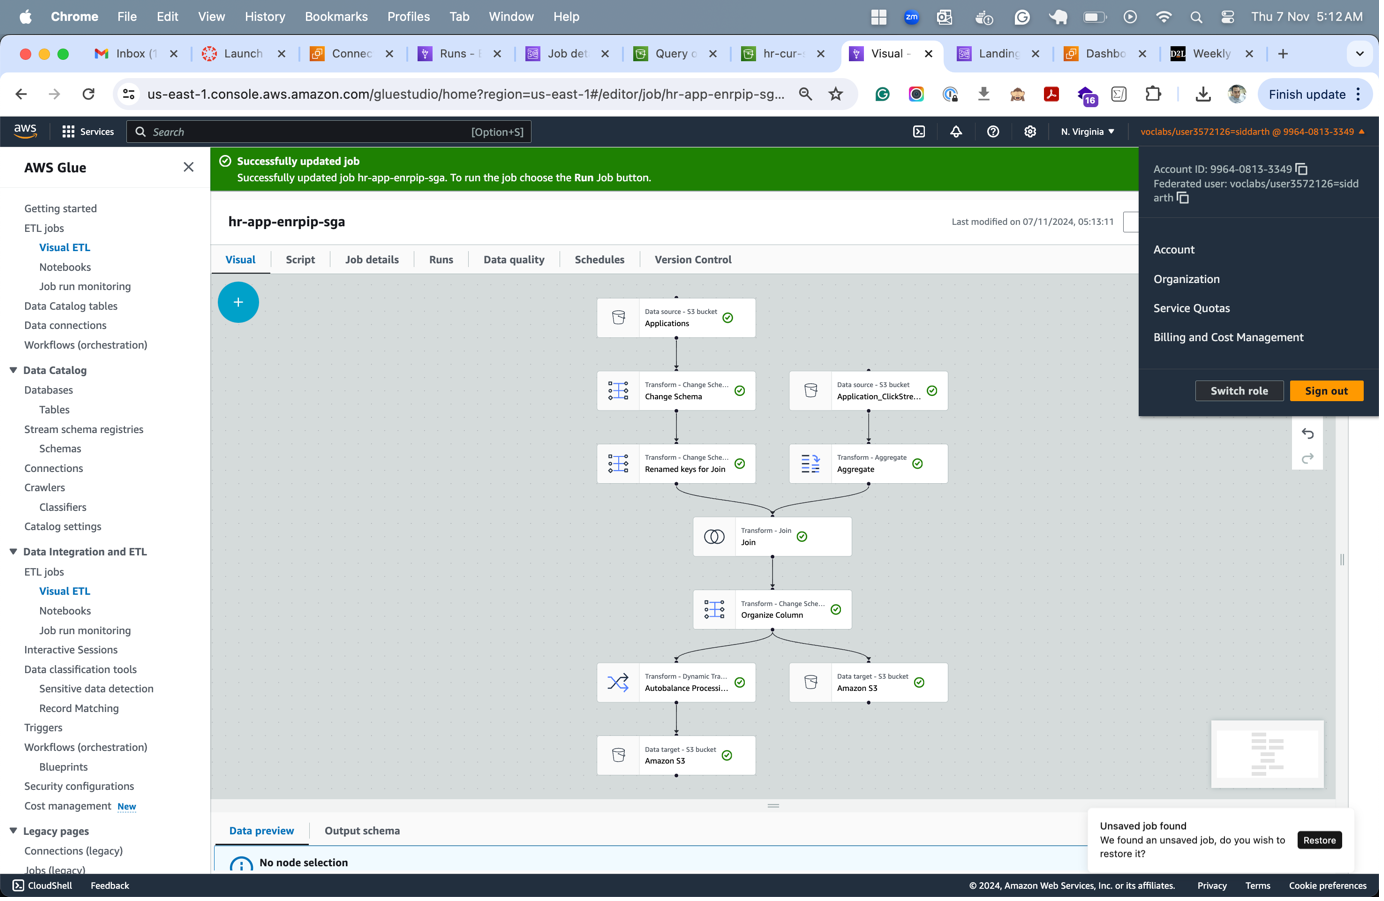 Chrome File Edit View History Bookmarks Profiles Tab Window Help
zm
Thu 7 Nov 5:12 AM
Inbox (1
Launch
Connec
Runs -
Job det
Query o
hr-cur-
Visual -
Landing
Dashbo
D2L Weekly
us-east-1.console.aws.amazon.com/gluestudio/home?region=us-east-1#/editor/job/hr-app-enrpip-sg...
16
Finish update
aws
Services
Search
[Option+S]
N. Virginia
voclabs/user3572126=siddarth @ 9964-0813-3349
AWS Glue
Getting started
ETL jobs
Visual ETL
Notebooks
Job run monitoring
Data Catalog tables
Data connections
Workflows (orchestration)
Data Catalog
Databases
Tables
Stream schema registries
Schemas
Connections
Crawlers
Classifiers
Catalog settings
Data Integration and ETL
ETL jobs
Visual ETL
Notebooks
Job run monitoring
Interactive Sessions
Data classification tools
Sensitive data detection
Record Matching
Triggers
Workflows (orchestration)
Blueprints
Security configurations
Cost management New
Legacy pages
Connections (legacy)
Jobs (legacy)
Successfully updated job
Successfully updated job hr-app-enrpip-sga. To run the job choose the Run Job button.
hr-app-enrpip-sga
Last modified on 07/11/2024, 05:13:11
Visual
Script
Job details
Runs
Data quality
Schedules
Version Control
Data source - S3 bucket
Applications
Transform - Change Sche...
Change Schema
Data source - S3 bucket
Application_ClickStre...
Transform - Change Sche...
Renamed keys for Join
Transform - Aggregate
Aggregate
Transform - Join
Join
Transform - Change Sche...
Organize Column
Transform - Dynamic Tra...
Autobalance Processi...
Data target - S3 bucket
Amazon S3
Data target - S3 bucket
Amazon S3
Account ID: 9964-0813-3349
Federated user: voclabs/user3572126=sidd
arth
Account
Organization
Service Quotas
Billing and Cost Management
Switch role
Sign out
Data preview
Output schema
No node selection
Unsaved job found
We found an unsaved job, do you wish to
restore it?
Restore
CloudShell
Feedback
© 2024, Amazon Web Services, Inc. or its affiliates.
Privacy
Terms
Cookie preferences